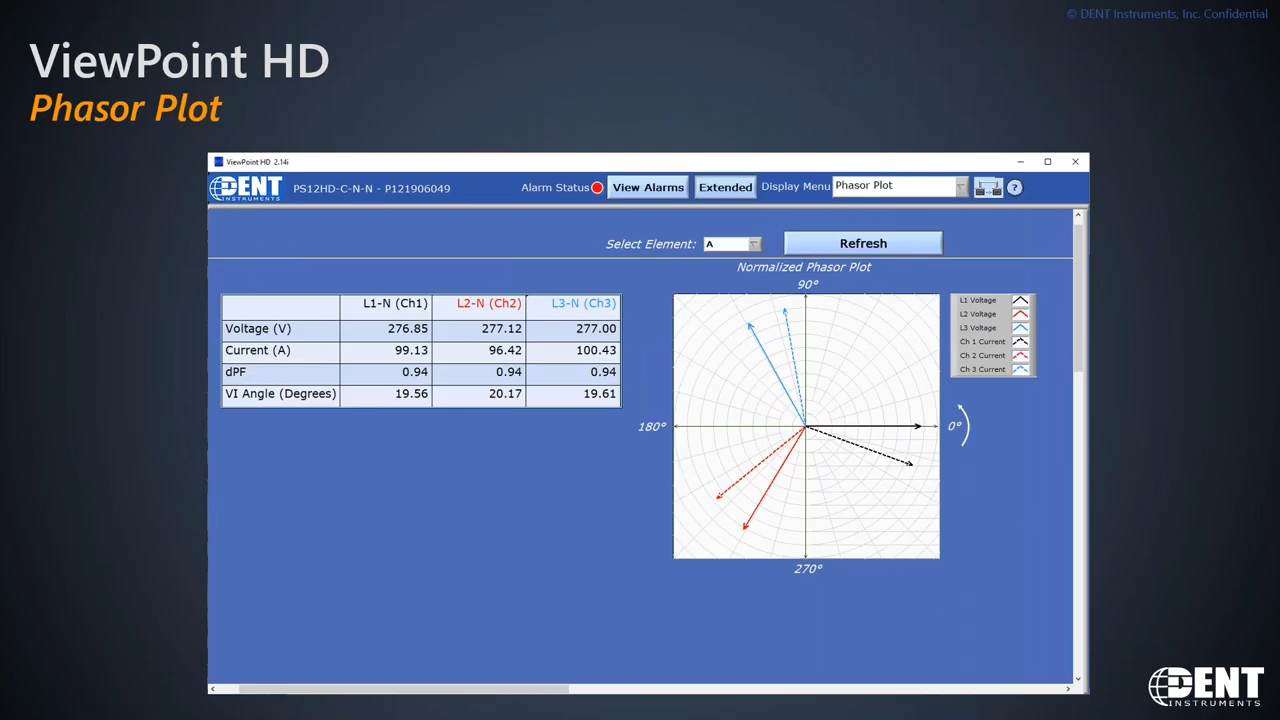 © DENT Instruments, Inc. Confidential
ViewPoint HD
Phasor Plot
ViewPoint HD 2.14i
DENT INSTRUMENTS
PS12HD-C-N-N - P121906049
Alarm Status
View Alarms
Extended
Display Menu
Phasor Plot
?
Select Element:
A
Refresh
Normalized Phasor Plot
90°
L1-N (Ch1) L2-N (Ch2) L3-N (Ch3)
Voltage (V) 276.85 277.12 277.00
Current (A) 99.13 96.42 100.43
dPF 0.94 0.94 0.94
VI Angle (Degrees) 19.56 20.17 19.61
L1 Voltage
L2 Voltage
L3 Voltage
Ch 1 Current
Ch 2 Current
Ch 3 Current
180°
0°
270°
DENT
INSTRUMENTS